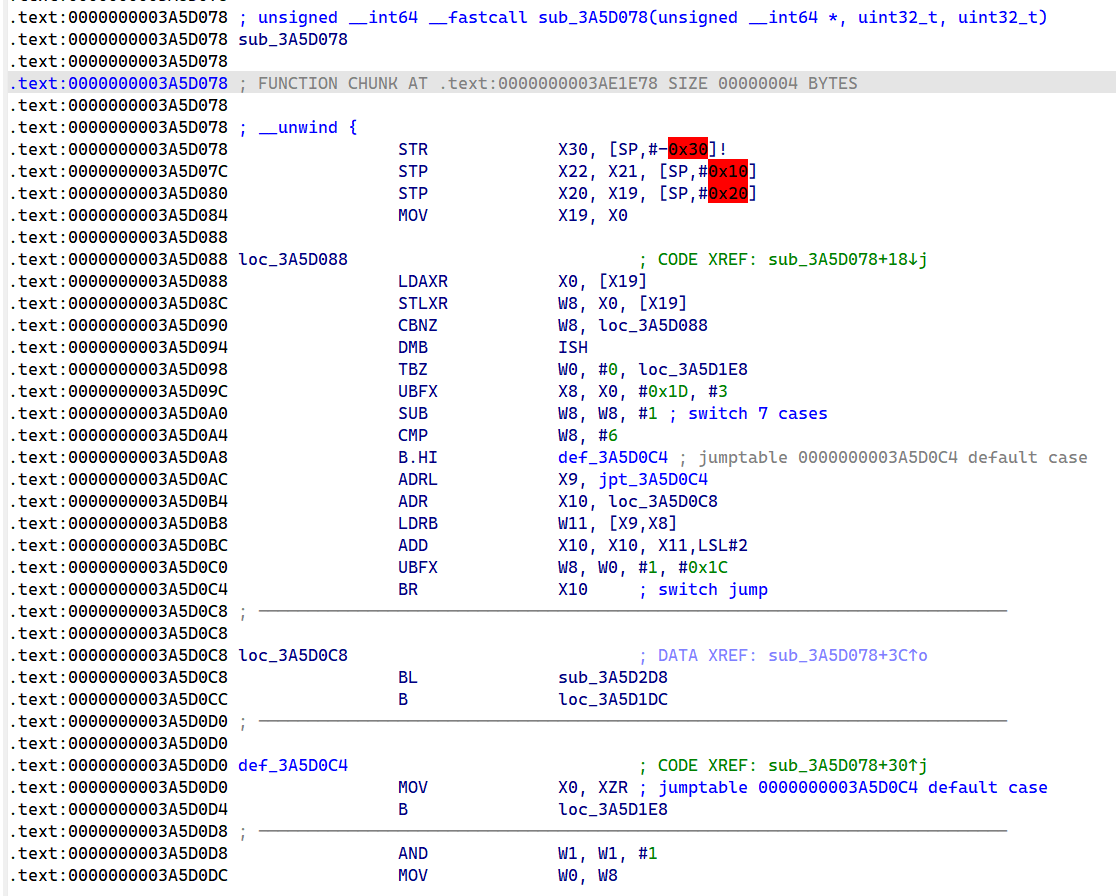 .text:0000000003A5D078 ; unsigned __int64 __fastcall sub_3A5D078(unsigned __int64 *, uint32_t, uint32_t)
.text:0000000003A5D078 sub_3A5D078
.text:0000000003A5D078
.text:0000000003A5D078 ; FUNCTION CHUNK AT .text:0000000003AE1E78 SIZE 00000004 BYTES
.text:0000000003A5D078
.text:0000000003A5D078 ; __unwind {
.text:0000000003A5D078 STR X30, [SP,#-0x30]!
.text:0000000003A5D07C STP X22, X21, [SP,#0x10]
.text:0000000003A5D080 STP X20, X19, [SP,#0x20]
.text:0000000003A5D084 MOV X19, X0
.text:0000000003A5D088
.text:0000000003A5D088 loc_3A5D088 ; CODE XREF: sub_3A5D078+18↓j
.text:0000000003A5D088 LDAXR X0, [X19]
.text:0000000003A5D08C STLXR W8, X0, [X19]
.text:0000000003A5D090 CBNZ W8, loc_3A5D088
.text:0000000003A5D094 DMB ISH
.text:0000000003A5D098 TBZ W0, #0, loc_3A5D1E8
.text:0000000003A5D09C UBFX X8, X0, #0x1D, #3
.text:0000000003A5D0A0 SUB W8, W8, #1 ; switch 7 cases
.text:0000000003A5D0A4 CMP W8, #6
.text:0000000003A5D0A8 B.HI def_3A5D0C4 ; jumptable 0000000003A5D0C4 default case
.text:0000000003A5D0AC ADRL X9, jpt_3A5D0C4
.text:0000000003A5D0B4 ADR X10, loc_3A5D0C8
.text:0000000003A5D0B8 LDRB W11, [X9,X8]
.text:0000000003A5D0BC ADD X10, X10, X11,LSL#2
.text:0000000003A5D0C0 UBFX W8, W0, #1, #0x1C
.text:0000000003A5D0C4 BR X10 ; switch jump
.text:0000000003A5D0C8 ;
.text:0000000003A5D0C8
.text:0000000003A5D0C8 loc_3A5D0C8 ; DATA XREF: sub_3A5D078+3C↑o
.text:0000000003A5D0C8 BL sub_3A5D2D8
.text:0000000003A5D0CC B loc_3A5D1DC
.text:0000000003A5D0D0 ;
.text:0000000003A5D0D0
.text:0000000003A5D0D0 def_3A5D0C4 ; CODE XREF: sub_3A5D078+30↑j
.text:0000000003A5D0D0 MOV X0, XZR ; jumptable 0000000003A5D0C4 default case
.text:0000000003A5D0D4 B loc_3A5D1E8
.text:0000000003A5D0D8 ;
.text:0000000003A5D0D8 AND W1, W1, #1
.text:0000000003A5D0DC MOV W0, W8